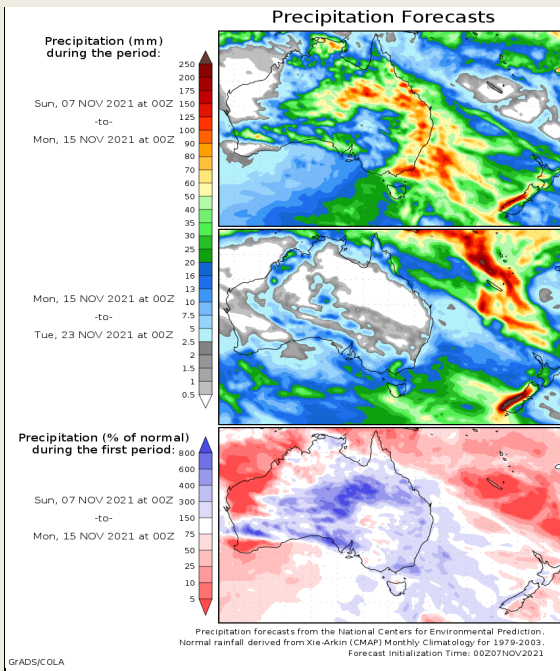 Precipitation Forecasts
Precipitation (mm)
during the period:
250
200
175
150
125
100
90
80
70
60
50
40
35
30
25
20
16
13
10
7.5
5
2.5
2
1.5
1
0.5
Sun, 07 NOV 2021 at 00Z
-to-
Mon, 15 NOV 2021 at 00Z
Mon, 15 NOV 2021 at 00Z
-to-
Tue, 23 NOV 2021 at 00Z
Precipitation (% of normal)
during the first period:
800
600
400
300
150
75
50
25
10
5
Sun, 07 NOV 2021 at 00Z
-to-
Mon, 15 NOV 2021 at 00Z
Precipitation forecasts from the National Centers for Environmental Prediction.
Normal rainfall derived from Xie-Arkin (CMAP) Monthly Climatology for 1979-2003.
Forecast Initialization Time: 00Z07NOV2021
GrADS/COLA